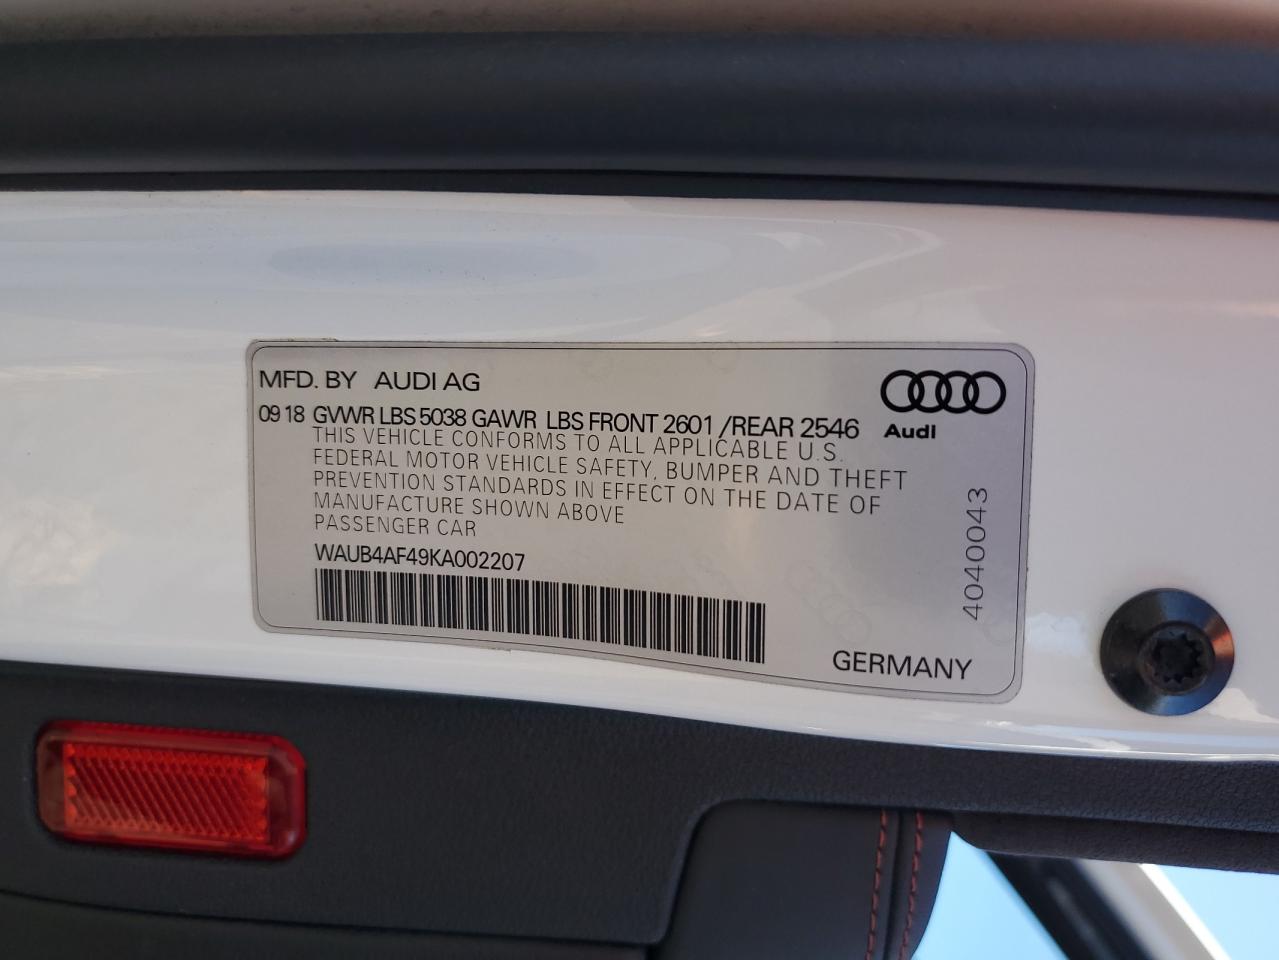 MFD. BY AUDI AG
09 18 GVWR LBS 5038 GAWR LBS FRONT 2601 /REAR 2546
Audi
THIS VEHICLE CONFORMS TO ALL APPLICABLE U.S.
FEDERAL MOTOR VEHICLE SAFETY, BUMPER AND THEFT
PREVENTION STANDARDS IN EFFECT ON THE DATE OF
MANUFACTURE SHOWN ABOVE
PASSENGER CAR
WAUB4AF49KA002207
4040043
GERMANY